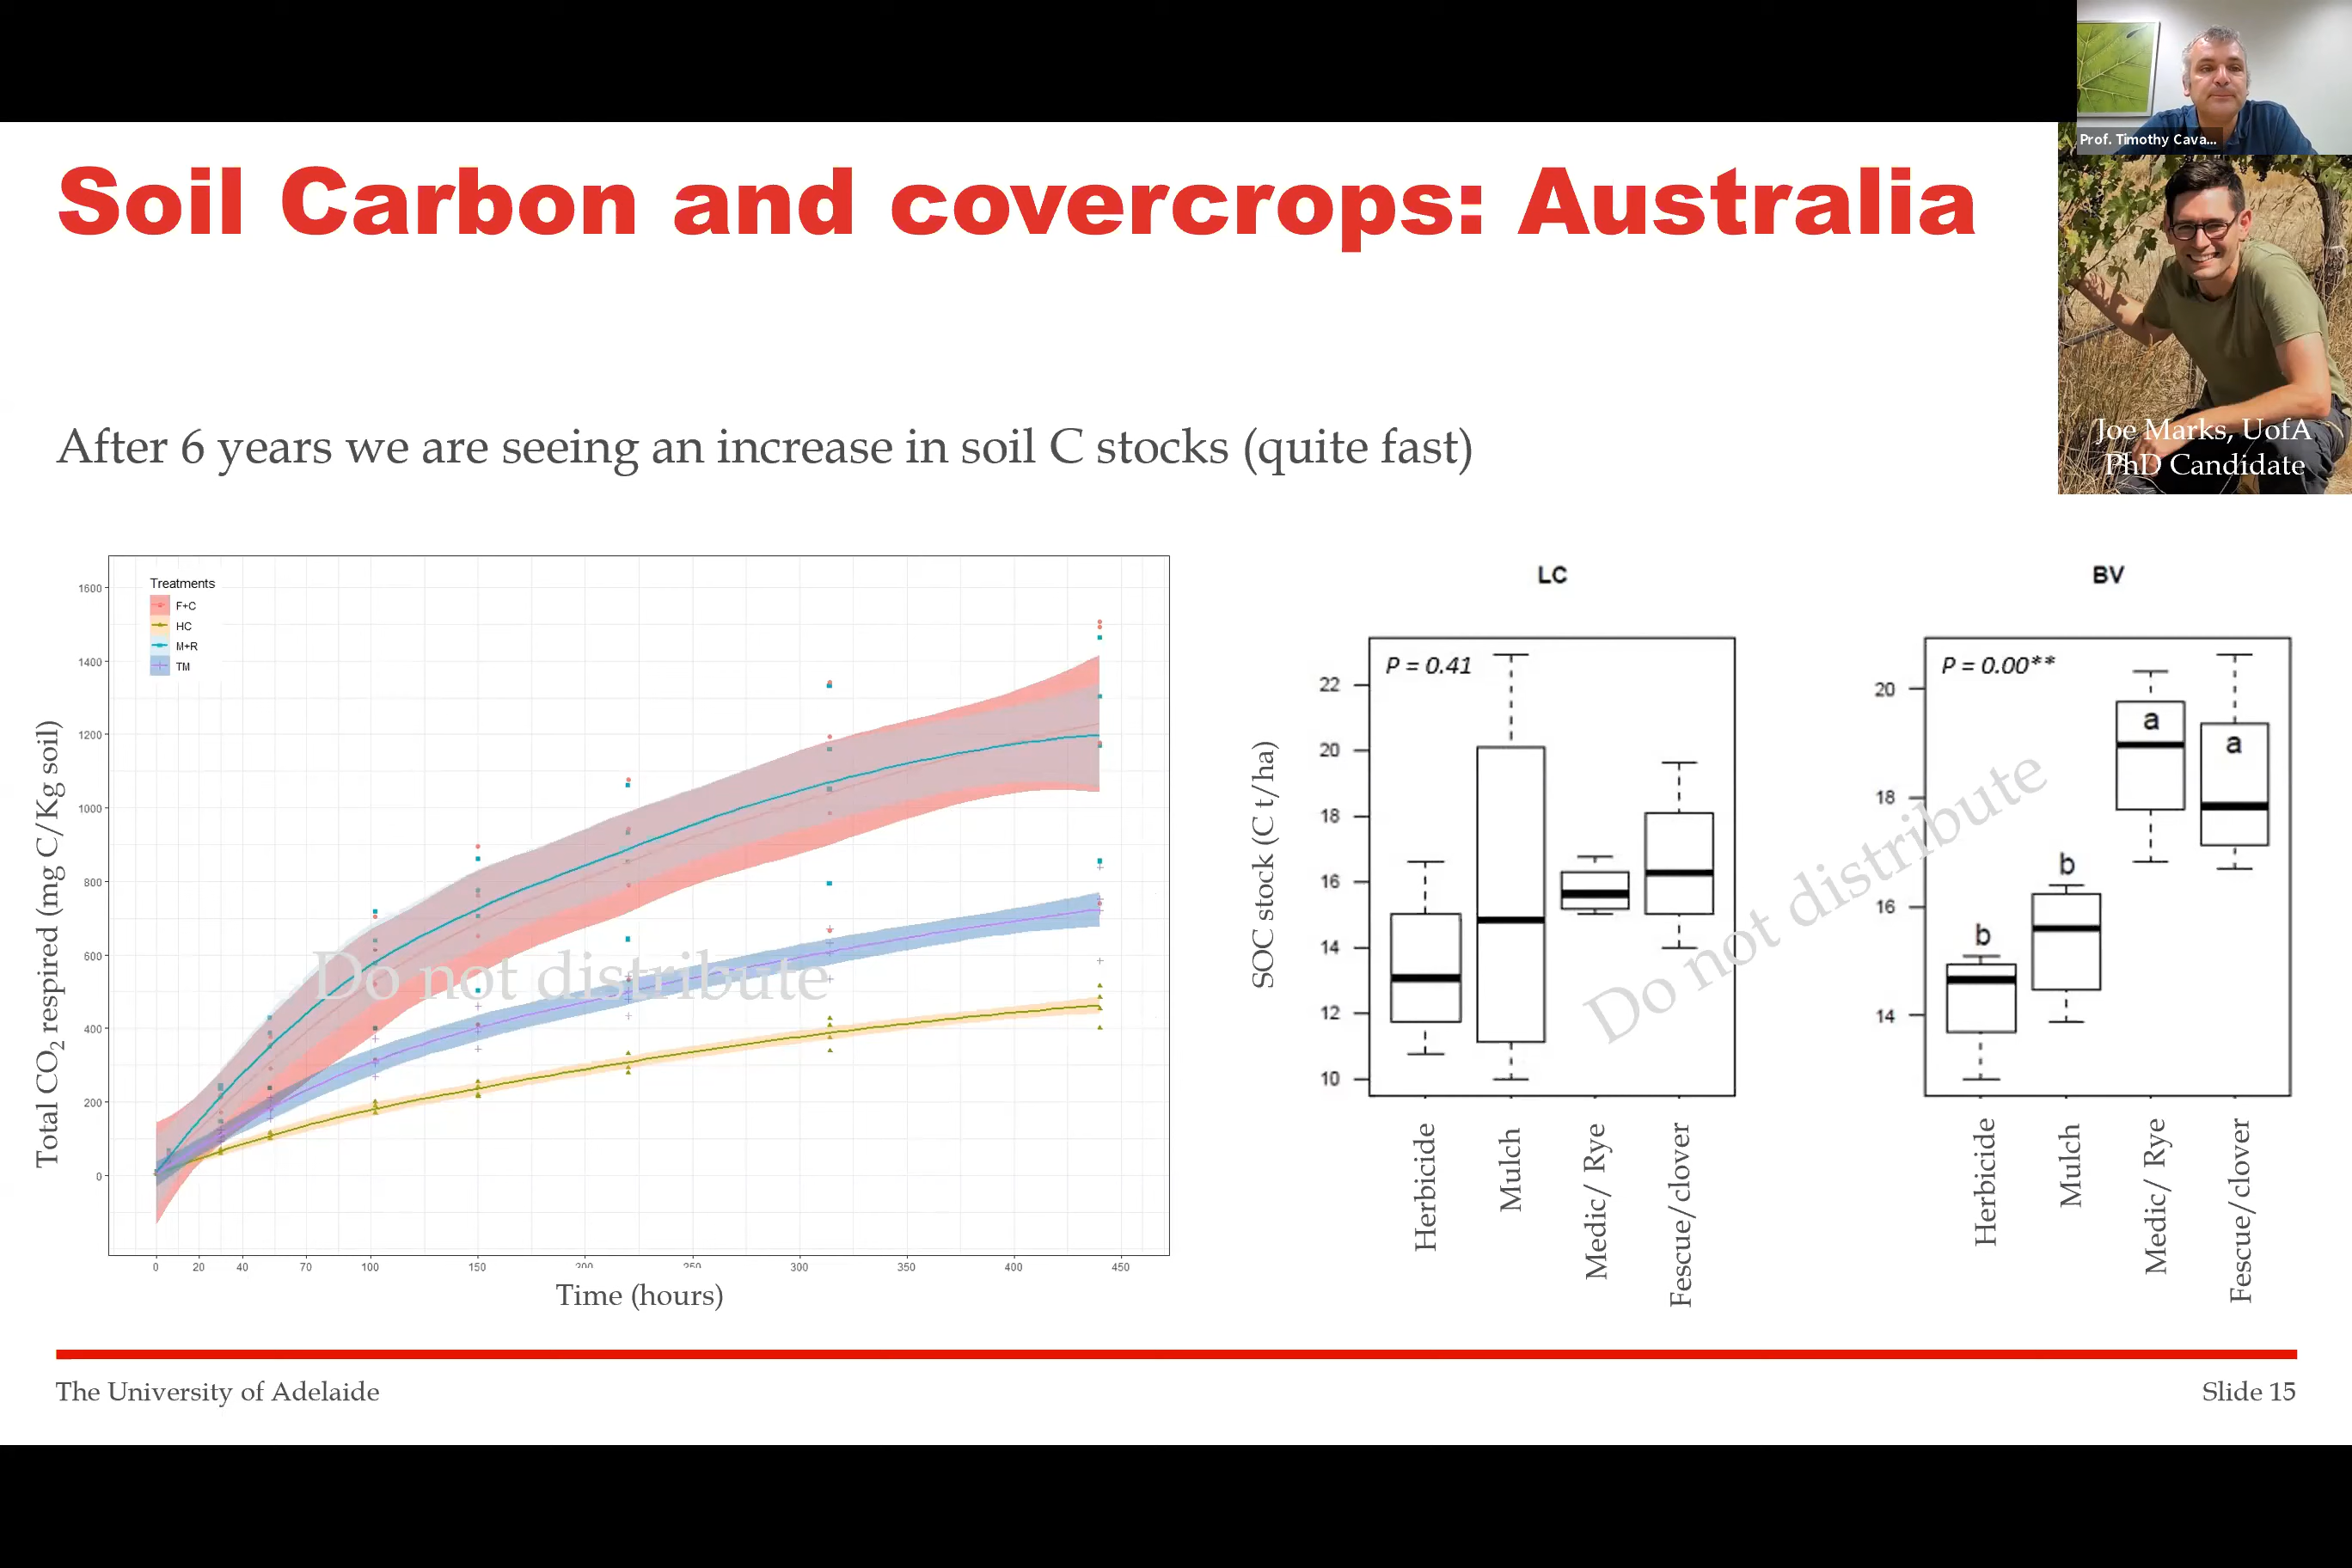 Prof. Timothy Cava...
Soil Carbon and covercrops: Australia
Joe Marks, UofA
PhD Candidate
After 6 years we are seeing an increase in soil C stocks (quite fast)
Total CO2 respired (mg C/Kg soil)
1600
1400
1200
1000
800
600
400
200
0
Treatments
F+C
HC
M+R
TM
Do not distribute
0 20 40 70 100 150 200 250 300 350 400 450
Time (hours)
SOC stock (C t/ha)
LC
P = 0.41
22
20
18
16
14
12
10
Herbicide
Mulch
Medic/ Rye
Fescue/clover
Do not distribute
BV
P = 0.00**
20
18
16
14
b
b
a
a
Herbicide
Mulch
Medic/ Rye
Fescue/clover
The University of Adelaide
Slide 15